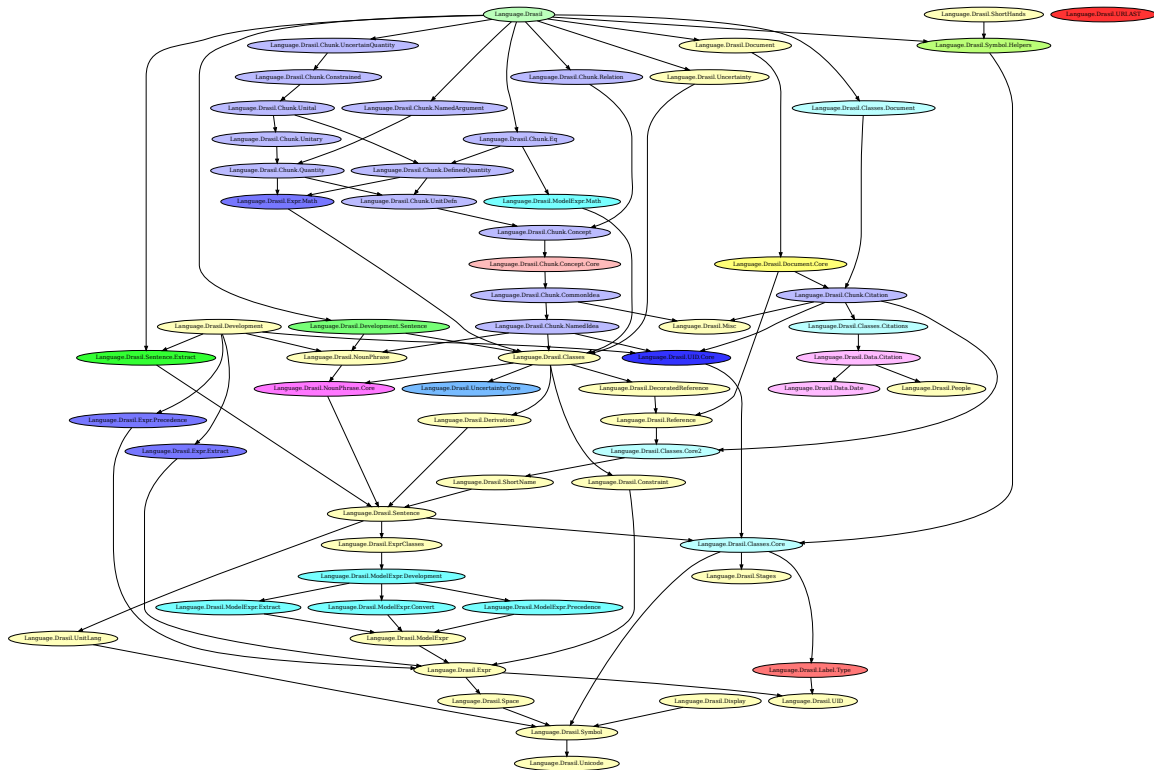 Language.Drasil
Language.Drasil.ShortHands
Language.Drasil.URI.AST
Language.Drasil.Chunk.UncertainQuantity
Language.Drasil.Document
Language.Drasil.Symbol.Helpers
Language.Drasil.Chunk.Constrained
Language.Drasil.Chunk.Relation
Language.Drasil.Uncertainty
Language.Drasil.Chunk.Unital
Language.Drasil.Chunk.NamedArgument
Language.Drasil.Classes.Document
Language.Drasil.Chunk.Unitary
Language.Drasil.Chunk.Eq
Language.Drasil.Chunk.Quantity
Language.Drasil.Chunk.DefinedQuantity
Language.Drasil.Expr.Math
Language.Drasil.Chunk.UnitDefn
Language.Drasil.ModelExpr.Math
Language.Drasil.Chunk.Concept
Language.Drasil.Chunk.Concept.Core
Language.Drasil.Document.Core
Language.Drasil.Chunk.CommonIdea
Language.Drasil.Chunk.Citation
Language.Drasil.Development
Language.Drasil.Development.Sentence
Language.Drasil.Chunk.NamedIdea
Language.Drasil.Misc
Language.Drasil.Classes.Citations
Language.Drasil.Sentence.Extract
Language.Drasil.NounPhrase
Language.Drasil.Classes
Language.Drasil.UID.Core
Language.Drasil.Data.Citation
Language.Drasil.NounPhrase.Core
Language.Drasil.Uncertainty.Core
Language.Drasil.DecoratedReference
Language.Drasil.Data.Date
Language.Drasil.People
Language.Drasil.Expr.Precedence
Language.Drasil.Derivation
Language.Drasil.Reference
Language.Drasil.Expr.Extract
Language.Drasil.Classes.Core2
Language.Drasil.ShortName
Language.Drasil.Constraint
Language.Drasil.Sentence
Language.Drasil.ExprClasses
Language.Drasil.Classes.Core
Language.Drasil.ModelExpr.Development
Language.Drasil.Stages
Language.Drasil.ModelExpr.Extract
Language.Drasil.ModelExpr.Convert
Language.Drasil.ModelExpr.Precedence
Language.Drasil.UnitLang
Language.Drasil.ModelExpr
Language.Drasil.Expr
Language.Drasil.Label.Type
Language.Drasil.Space
Language.Drasil.Display
Language.Drasil.UID
Language.Drasil.Symbol
Language.Drasil.Unicode